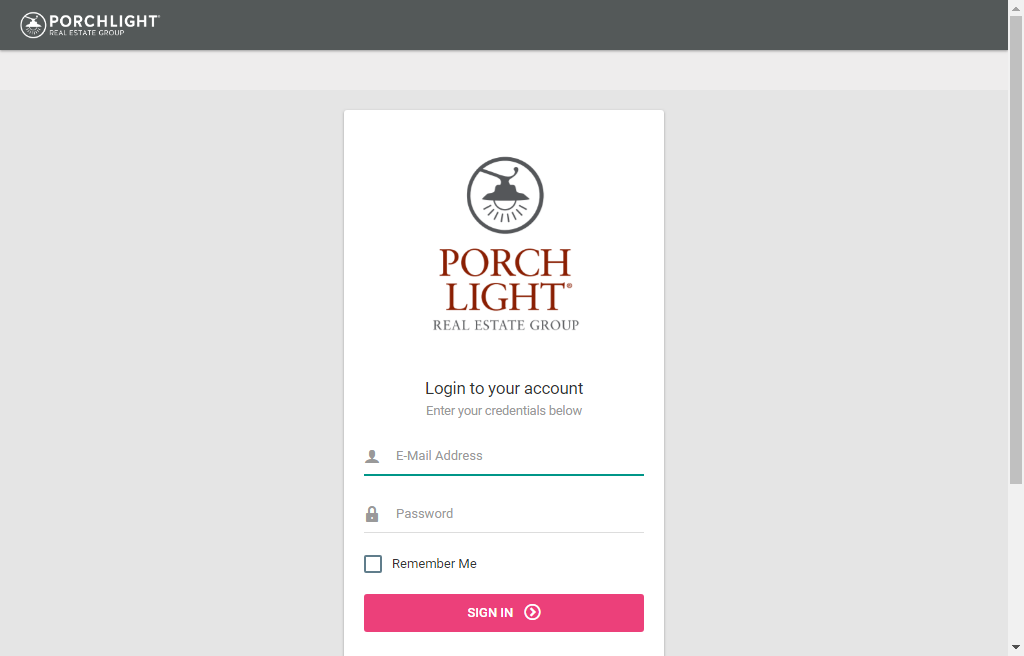 PORCHLIGHT
REAL ESTATE GROUP
PORCH
LIGHT®
REAL ESTATE GROUP
Login to your account
Enter your credentials below
E-Mail Address
Password
Remember Me
SIGN IN